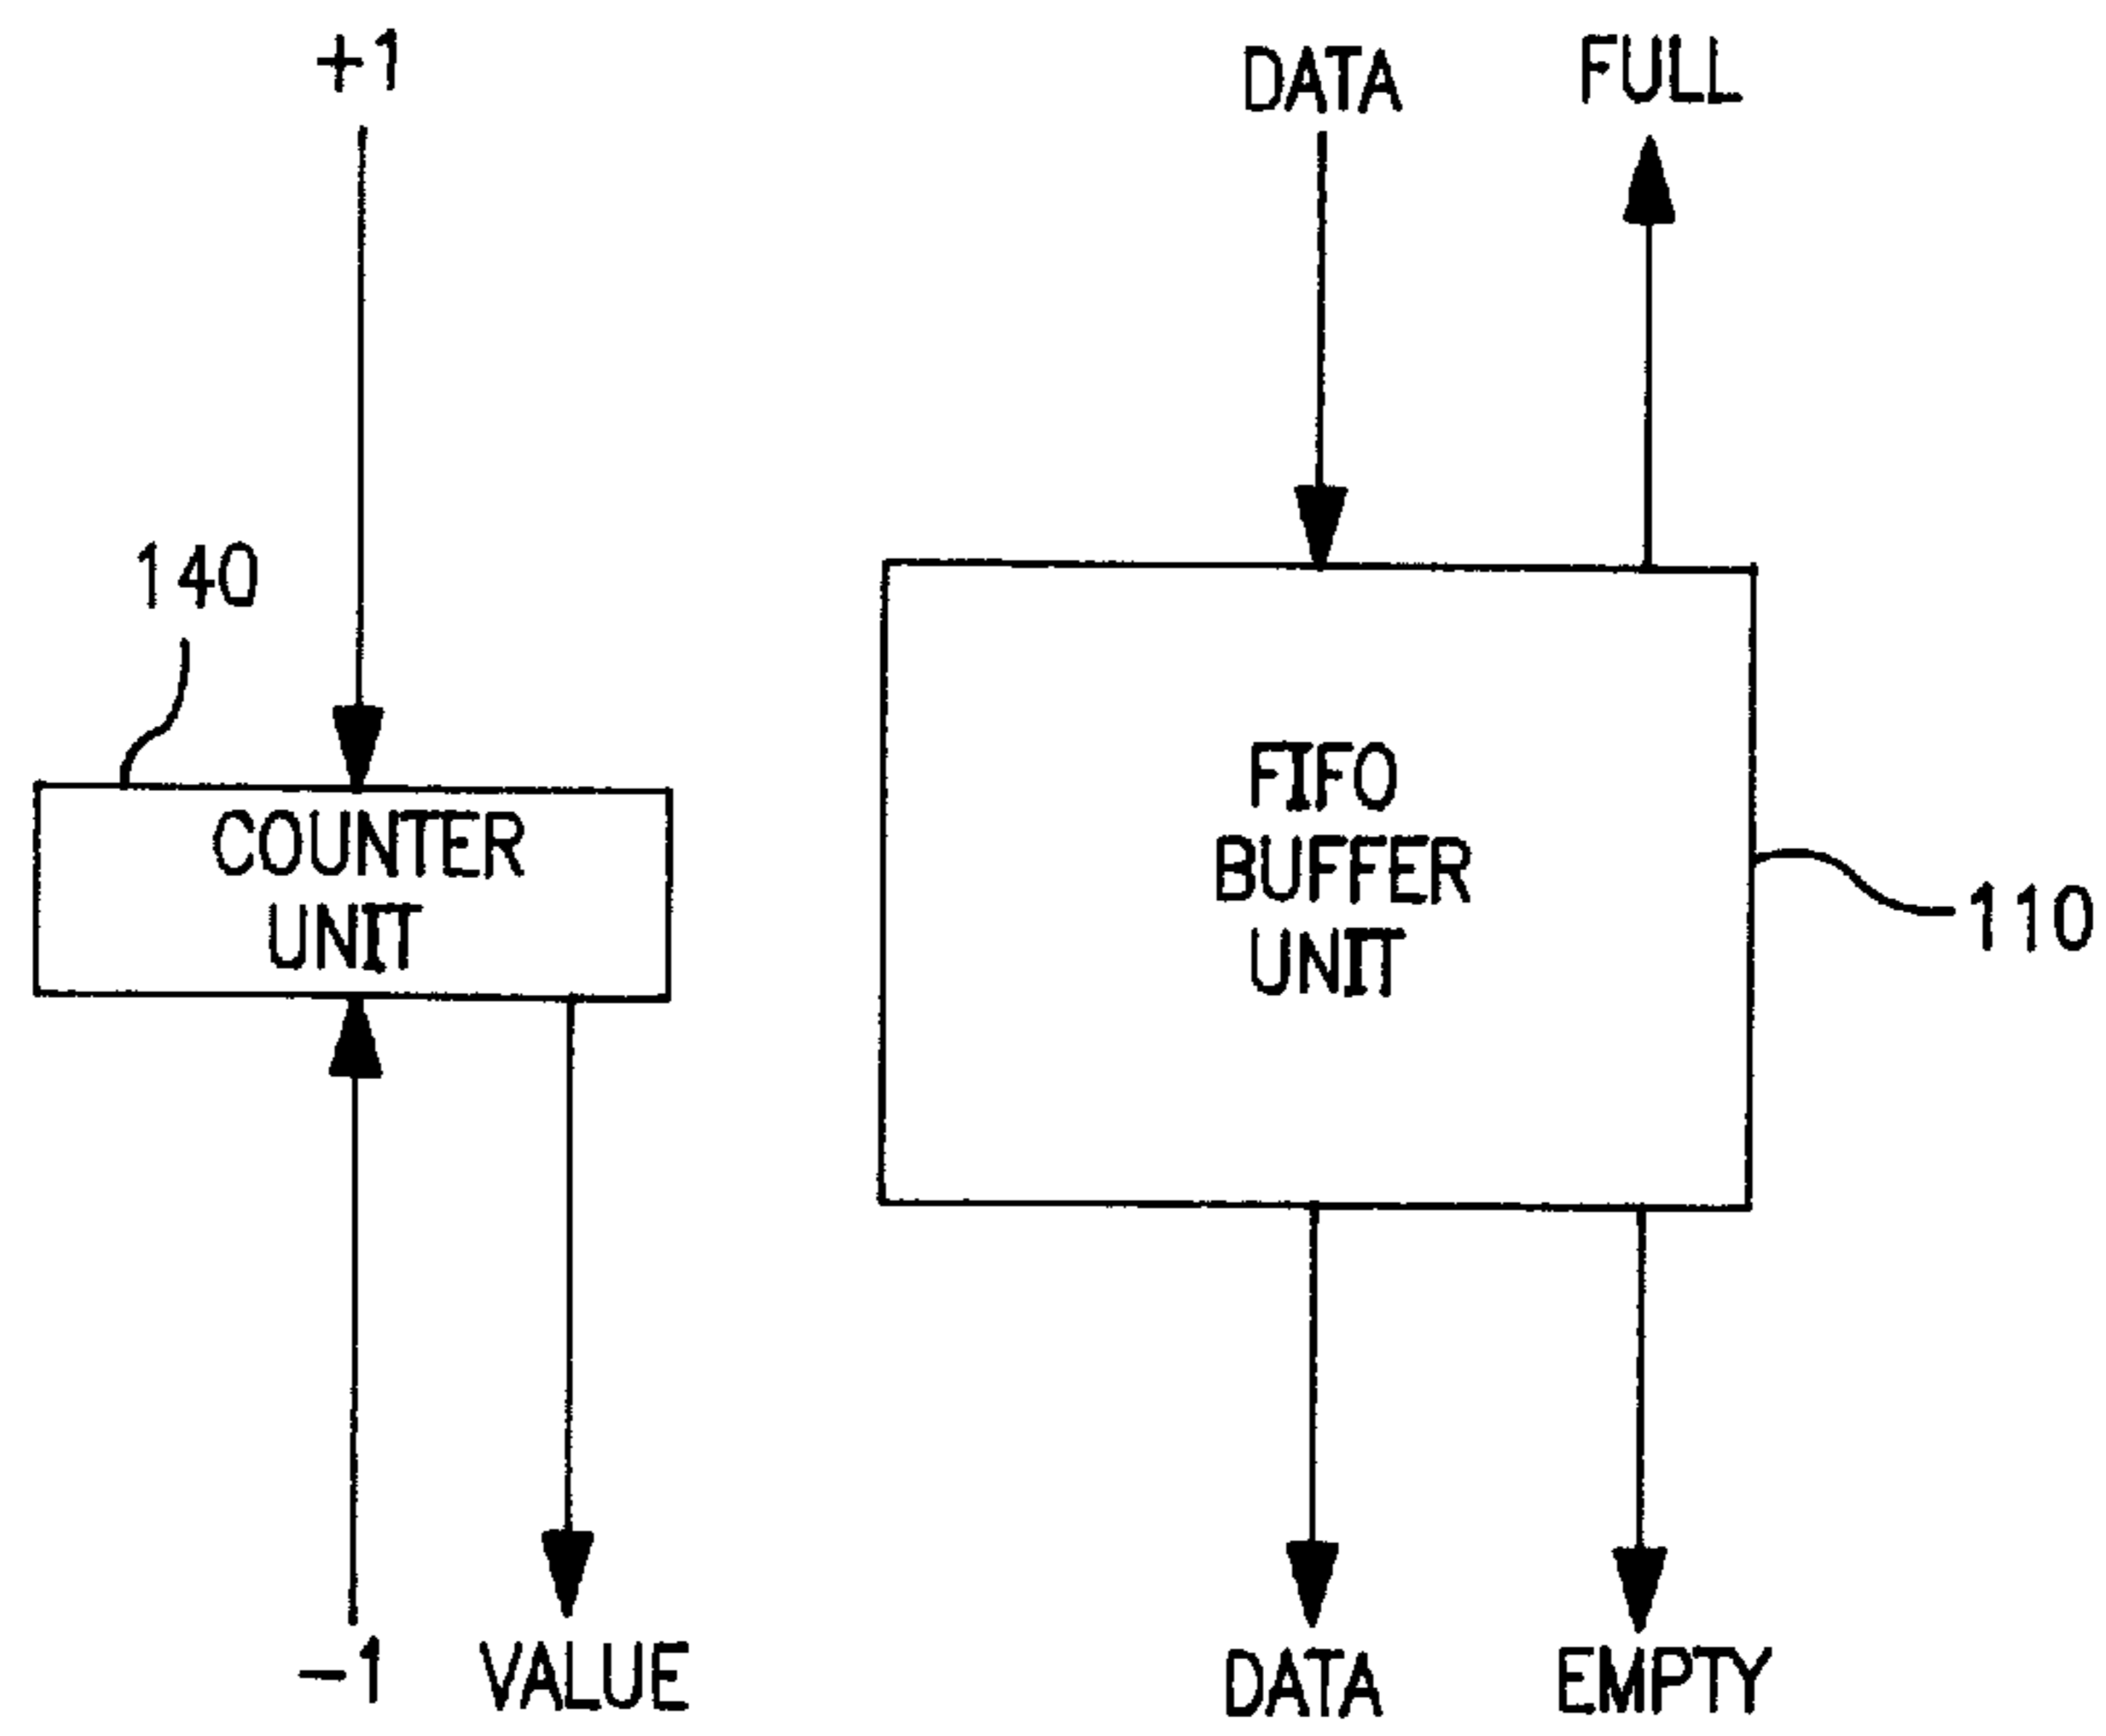 +1
DATA
FULL
140
COUNTER
UNIT
FIFO
BUFFER
UNIT
110
-1
VALUE
DATA
EMPTY